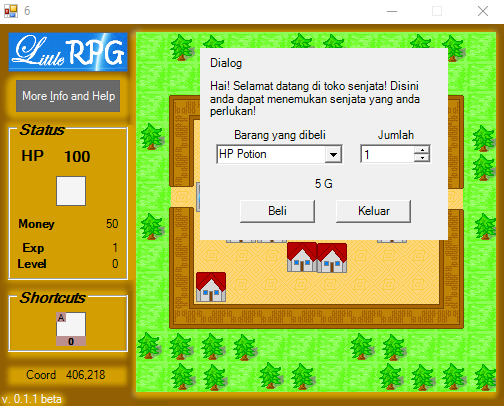 6
Little RPG
More Info and Help
Status
HP 100
Money 50
Exp 1
Level 0
Shortcuts
A
0
Coord 406,218
v. 0.1.1 beta
Dialog
Hai! Selamat datang di toko senjata! Disini
anda dapat menemukan senjata yang anda
perlukan!
Barang yang dibeli Jumlah
HP Potion 1
5 G
Beli Keluar